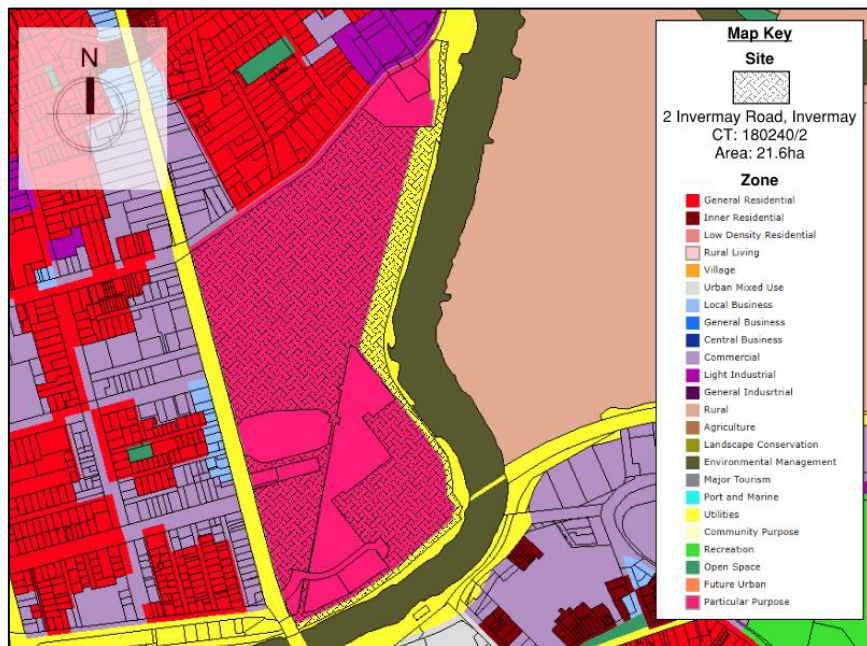 N
Map Key
Site
2 Invermay Road, Invermay
CT: 180240/2
Area: 21.6ha
Zone
General Residential
Inner Residential
Low Density Residential
Rural Living
Village
Urban Mixed Use
Local Business
General Business
Central Business
Commercial
Light Industrial
General Indusrtrial
Rural
Agriculture
Landscape Conservation
Environmental Management
Major Tourism
Port and Marine
Utilities
Community Purpose
Recreation
Open Space
Future Urban
Particular Purpose